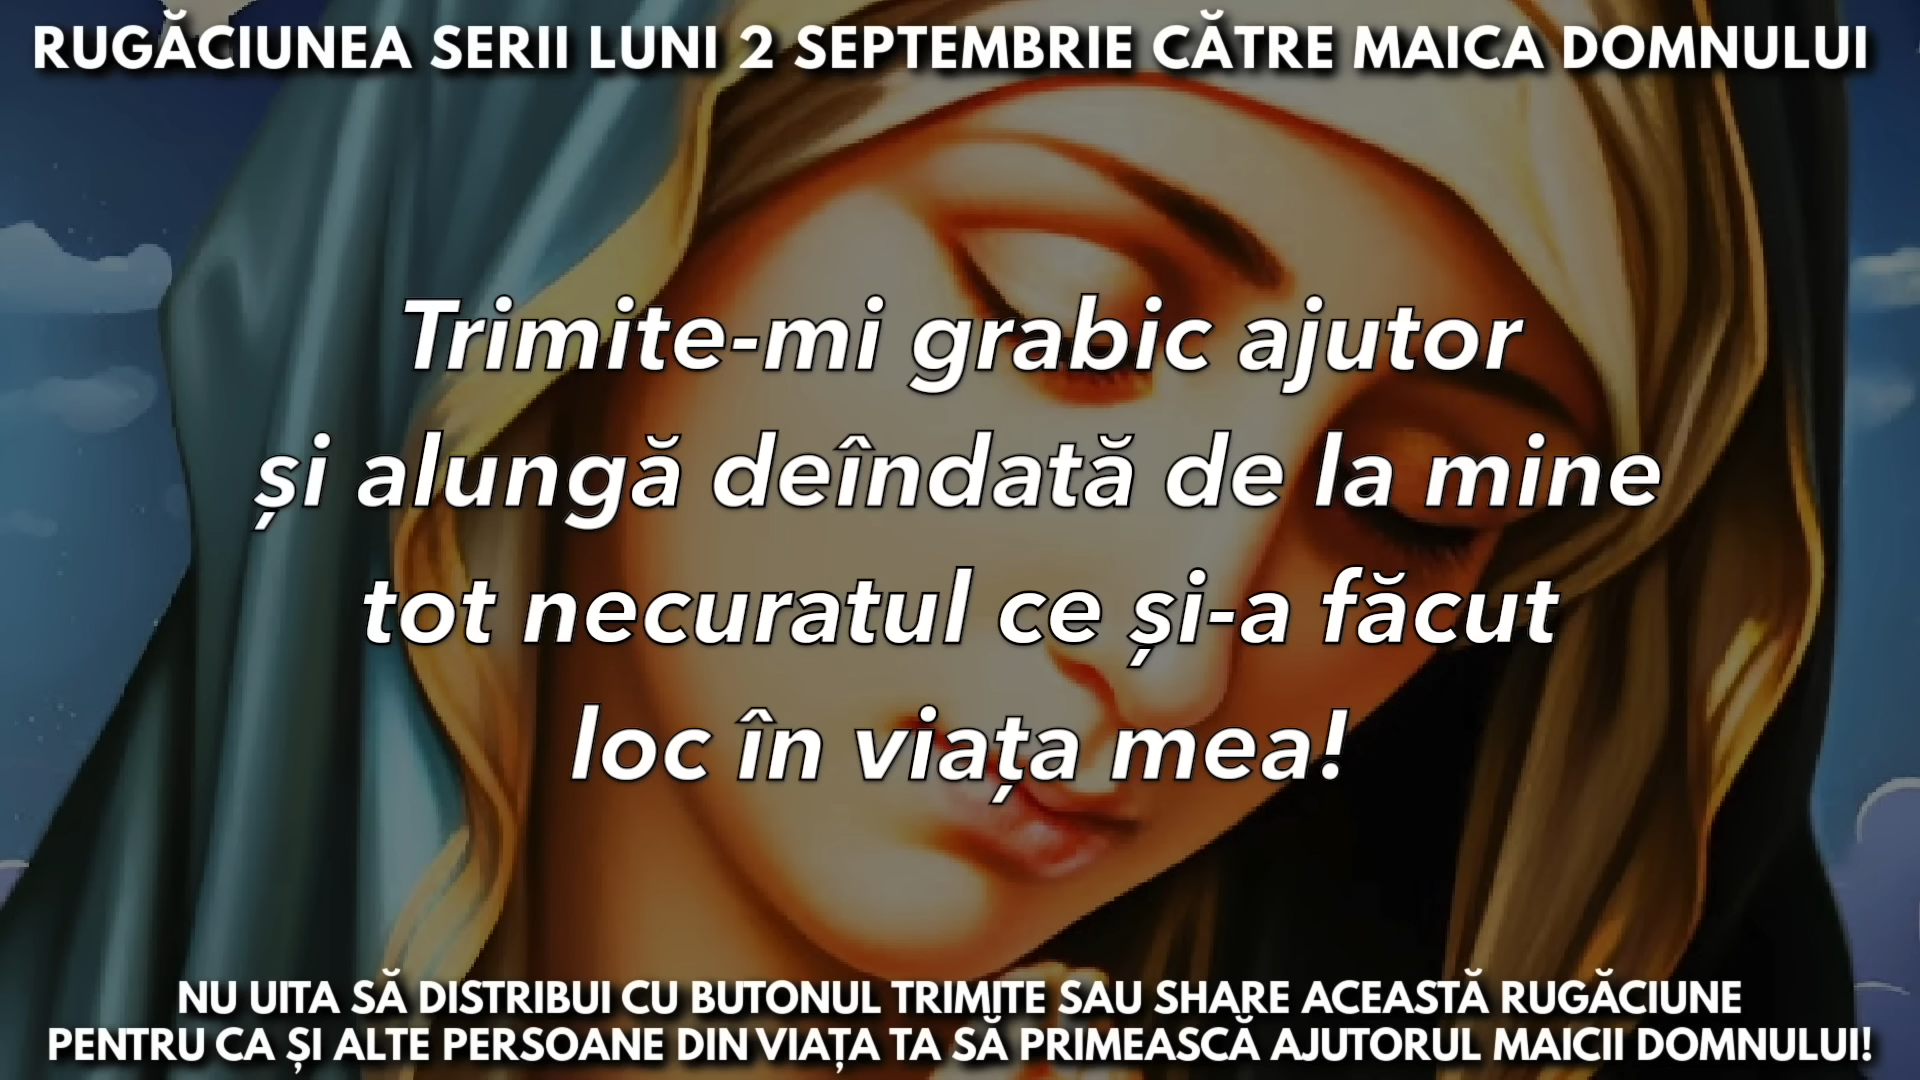 RUGĂCIUNEA SERII LUNI 2 SEPTEMBRIE CĂTRE MAICA DOMNULUI
Trimite-mi grabic ajutor
și alungă deîndată de la mine
tot necuratul ce și-a făcut
loc în viața mea!
NU UITA SĂ DISTRIBUI CU BUTONUL TRIMITE SAU SHARE ACEASTĂ RUGĂCIUNE
PENTRU CA ȘI ALTE PERSOANE DIN VIAȚA TA SĂ PRIMEASCĂ AJUTORUL MAICII DOMNULUI!